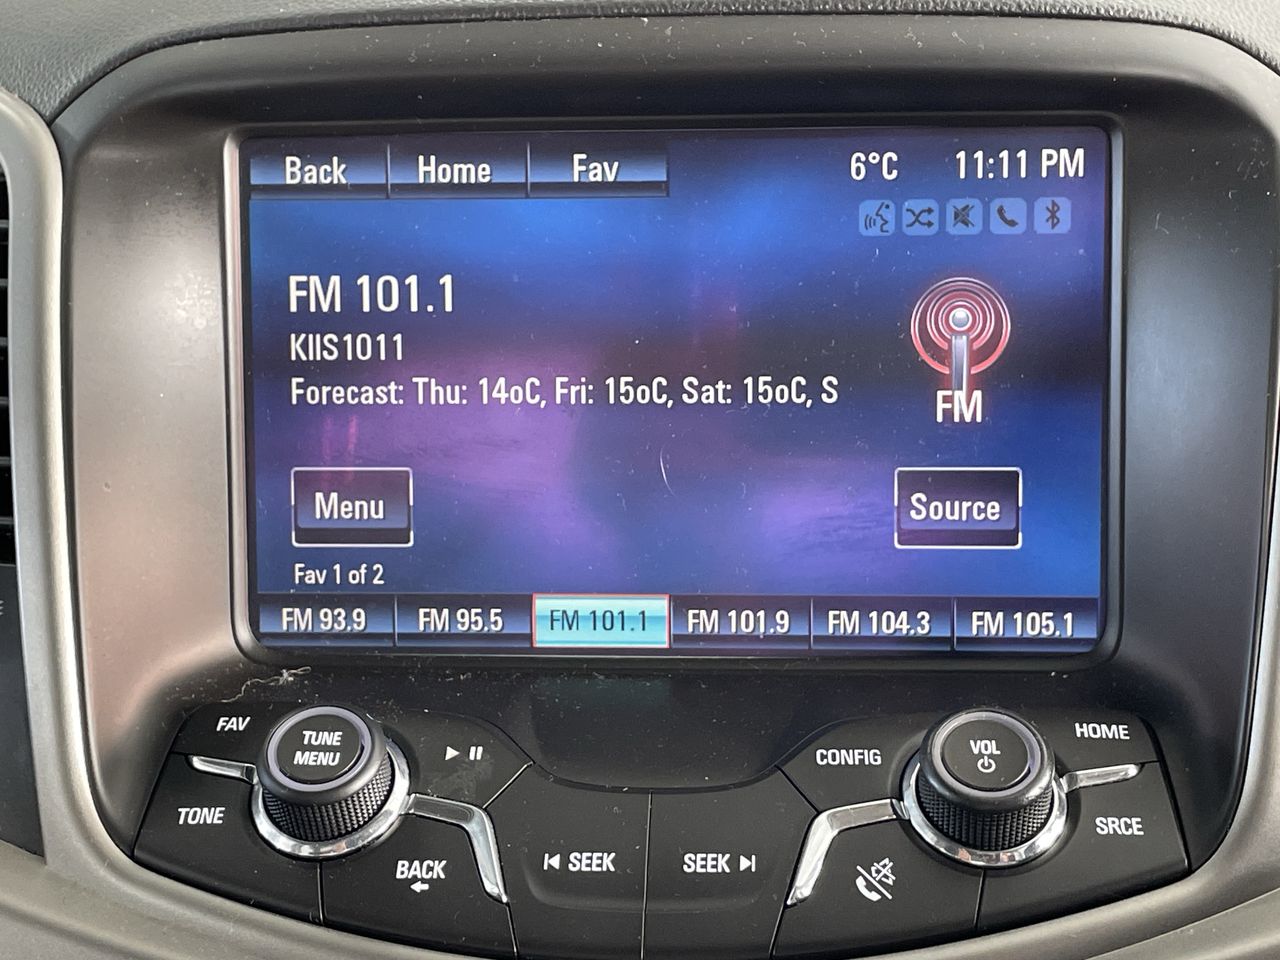 Back Home Fav 6°C 11:11 PM
FM 101.1
KIIS1011
Forecast: Thu: 14oC, Fri: 15oC, Sat: 15oC, S
FM
Menu Source
Fav 1 of 2
FM 93.9 FM 95.5 FM 101.1 FM 101.9 FM 104.3 FM 105.1
FAV
TUNE
MENU
CONFIG
VOL
HOME
TONE
BACK
SEEK
SEEK
SRCE